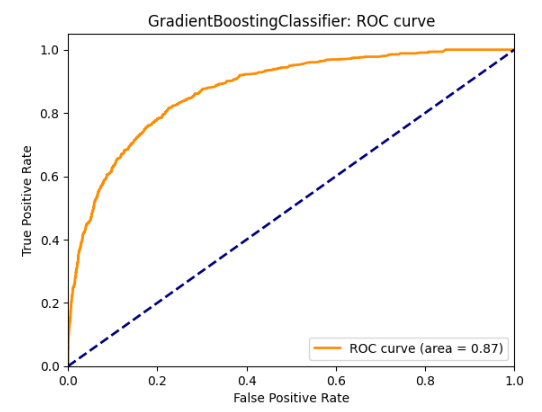 GradientBoostingClassifier: ROC curve
True Positive Rate
1.0
0.8
0.6
0.4
0.2
0.0
ROC curve (area = 0.87)
0.0 0.2 0.4 0.6 0.8 1.0
False Positive Rate